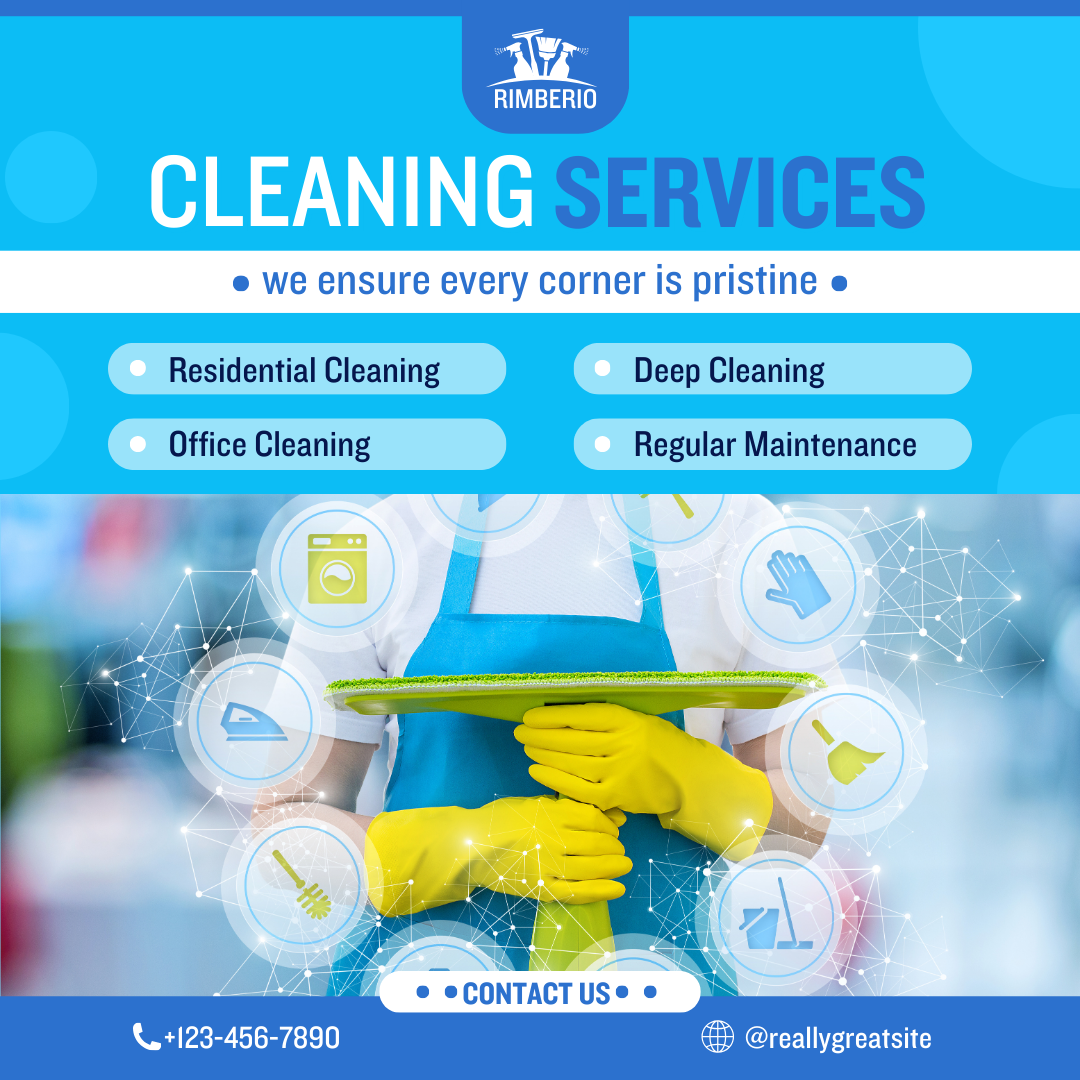 RIMBERIO
CLEANING SERVICES
• we ensure every corner is pristine •
Residential Cleaning
Deep Cleaning
Office Cleaning
Regular Maintenance
• • CONTACT US • •
+123-456-7890
@reallygreatsite